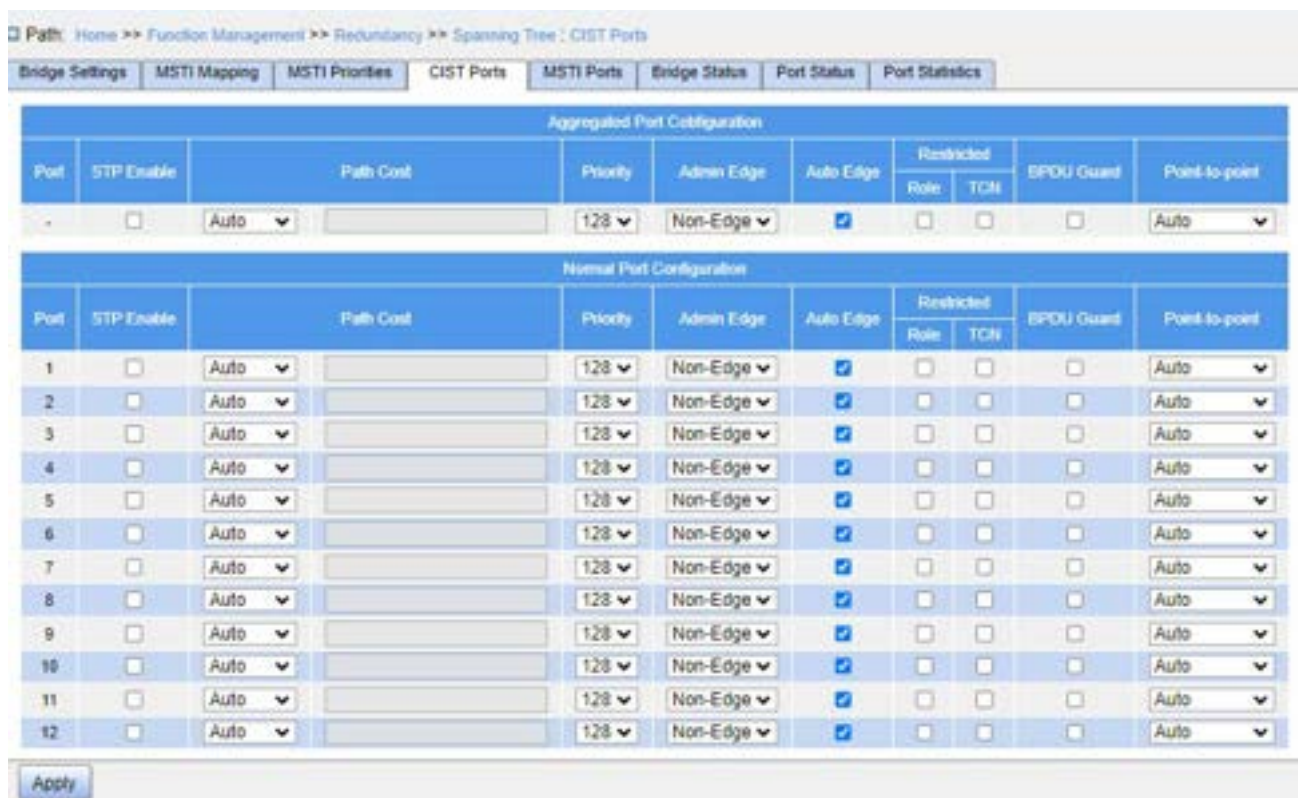 Path: Home >> Function Management >> Redundancy >> Spanning Tree : CIST Ports
Bridge Settings MSTI Mapping MSTI Priorities CIST Ports MSTI Ports Bridge Status Port Status Port Statistics
Aggregated Port Configuration
Port STP Enable Path Cost Priority Admin Edge Auto Edge Restricted BPDU Guard Point-to-point
Role TCN
- Auto 128 Non-Edge Auto
Normal Port Configuration
Port STP Enable Path Cost Priority Admin Edge Auto Edge Restricted BPDU Guard Point-to-point
Role TCN
1 Auto 128 Non-Edge Auto
2 Auto 128 Non-Edge Auto
3 Auto 128 Non-Edge Auto
4 Auto 128 Non-Edge Auto
5 Auto 128 Non-Edge Auto
6 Auto 128 Non-Edge Auto
7 Auto 128 Non-Edge Auto
8 Auto 128 Non-Edge Auto
9 Auto 128 Non-Edge Auto
10 Auto 128 Non-Edge Auto
11 Auto 128 Non-Edge Auto
12 Auto 128 Non-Edge Auto
Apply